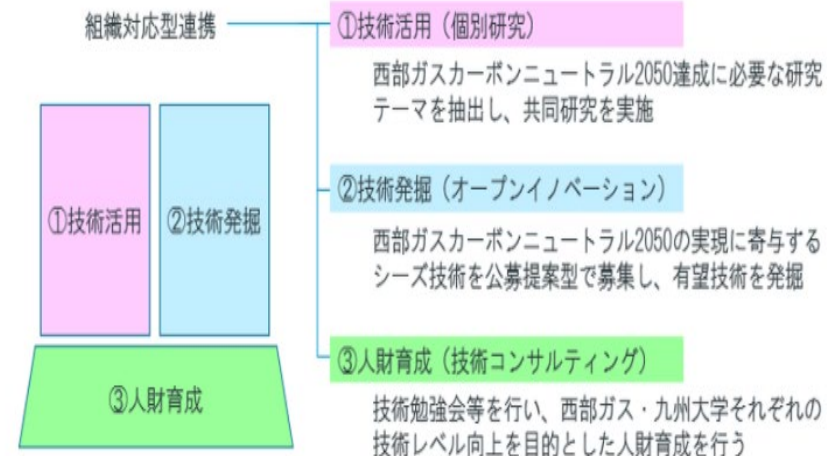 組織対応型連携
①技術活用（個別研究）
西部ガスカーボンニュートラル2050達成に必要な研究
テーマを抽出し、共同研究を実施
①技術活用
②技術発掘
②技術発掘（オープンイノベーション）
西部ガスカーボンニュートラル2050の実現に寄与する
シーズ技術を公募提案型で募集し、有望技術を発掘
③人財育成
③人財育成（技術コンサルティング）
技術勉強会等を行い、西部ガス・九州大学それぞれの
技術レベル向上を目的とした人財育成を行う